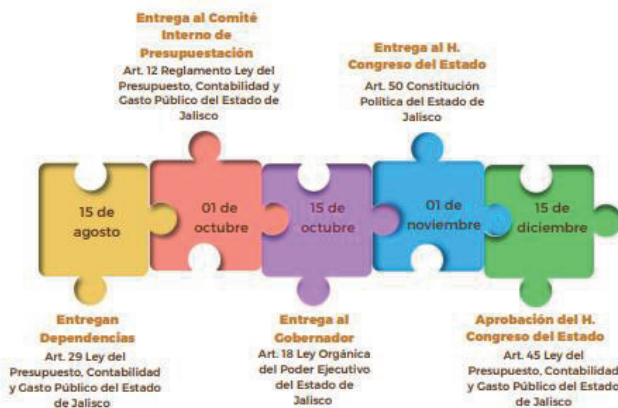 Entrega al Comité
Interno de
Presupuestación
Art. 12 Reglamento Ley del
Presupuesto, Contabilidad y
Gasto Público del Estado de
Jalisco
Entrega al H.
Congreso del Estado
Art. 50 Constitución
Política del Estado de
Jalisco
15 de
agosto
01 de
octubre
15 de
octubre
01 de
noviembre
15 de
diciembre
Entregan
Dependencias
Art. 29 Ley del
Presupuesto, Contabilidad
y Gasto Público del Estado
de Jalisco
Entrega al
Gobernador
Art. 18 Ley Orgánica
del Poder Ejecutivo
del Estado de
Jalisco
Aprobación del H.
Congreso del Estado
Art. 45 Ley del
Presupuesto, Contabilidad
y Gasto Público del Estado de
Jalisco